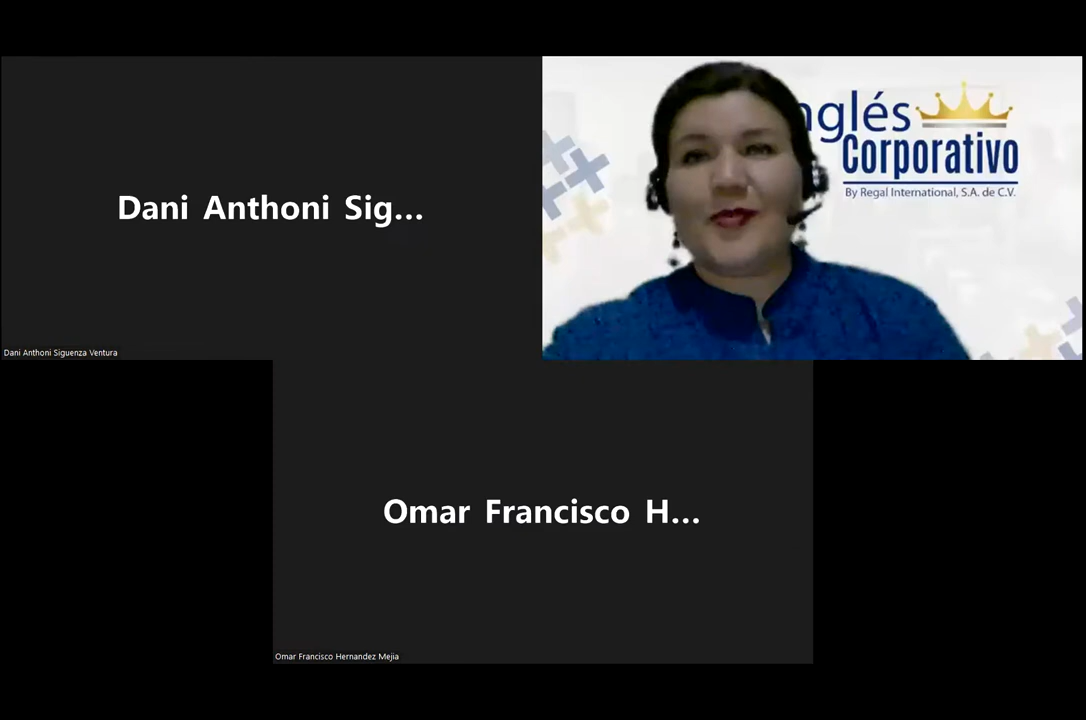 Dani Anthoni Sig...
Dani Anthoni Siguenza Ventura
nglés
Corporativo
By Regal International, S.A. de C.V.
Omar Francisco H...
Omar Francisco Hernandez Mejia